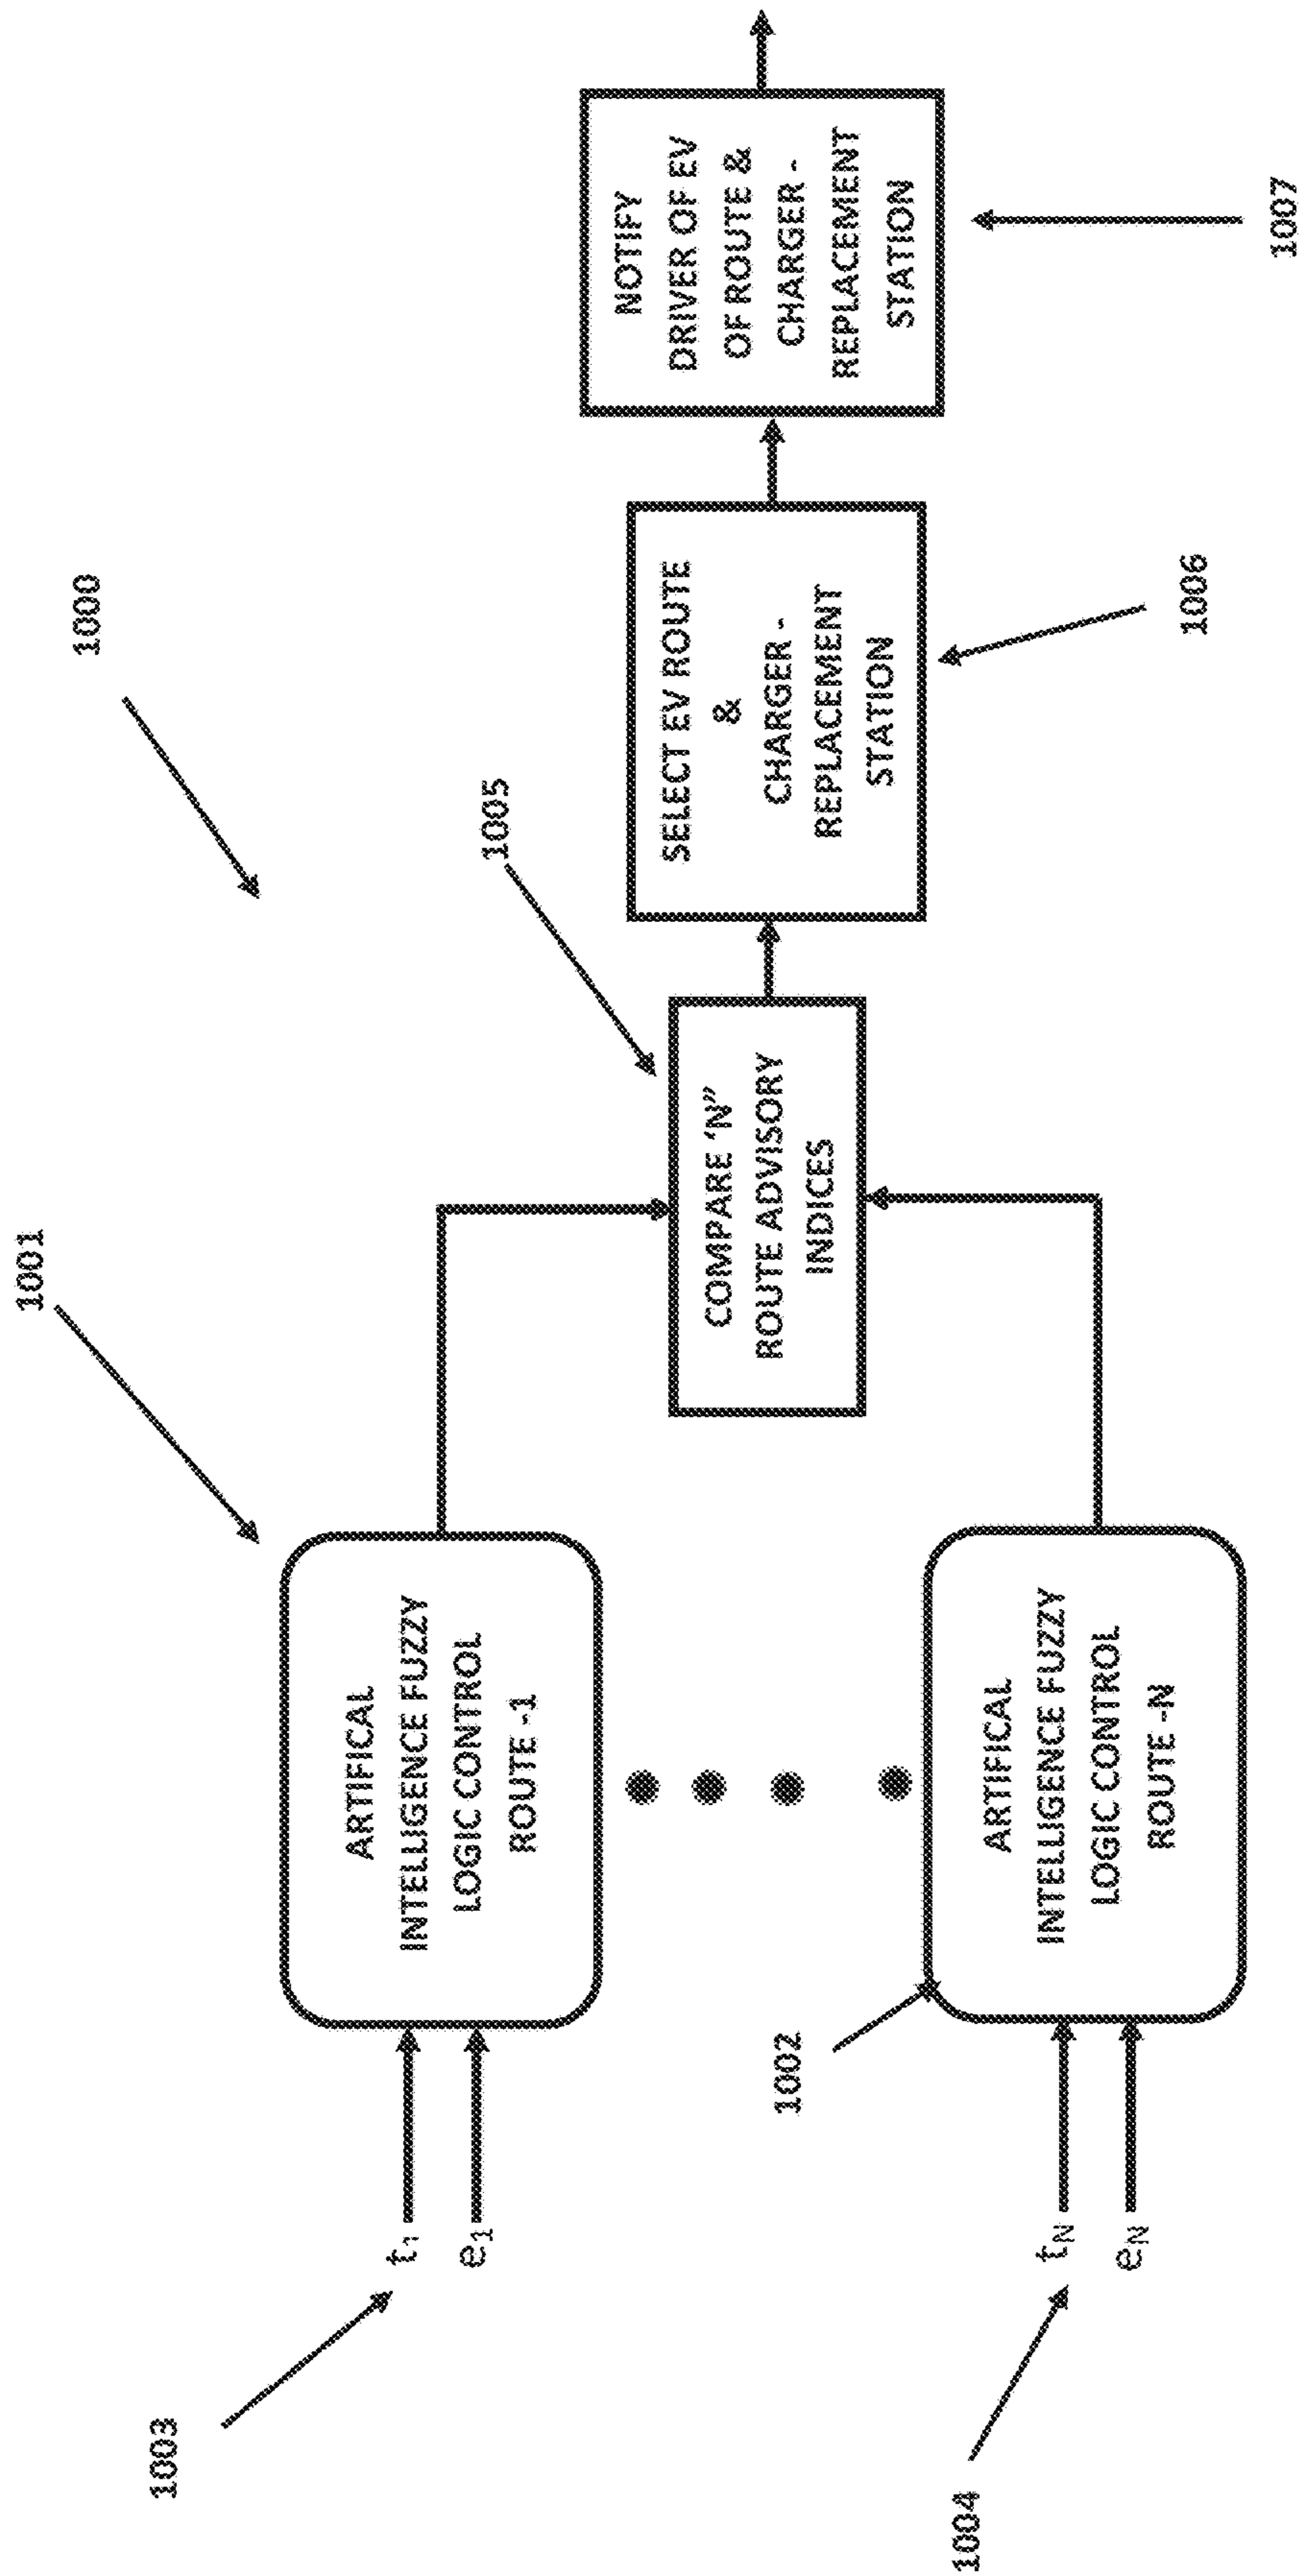 1000
1001
1005
1003
t₁
e₁
ARTIFICAL
INTELLIGENCE FUZZY
LOGIC CONTROL
ROUTE -1
1002
1004
tN
eN
ARTIFICAL
INTELLIGENCE FUZZY
LOGIC CONTROL
ROUTE -N
COMPARE 'N"
ROUTE ADVISORY
INDICES
SELECT EV ROUTE
&
CHARGER -
REPLACEMENT
STATION
1006
NOTIFY
DRIVER OF EV
OF ROUTE &
CHARGER -
REPLACEMENT
STATION
1007